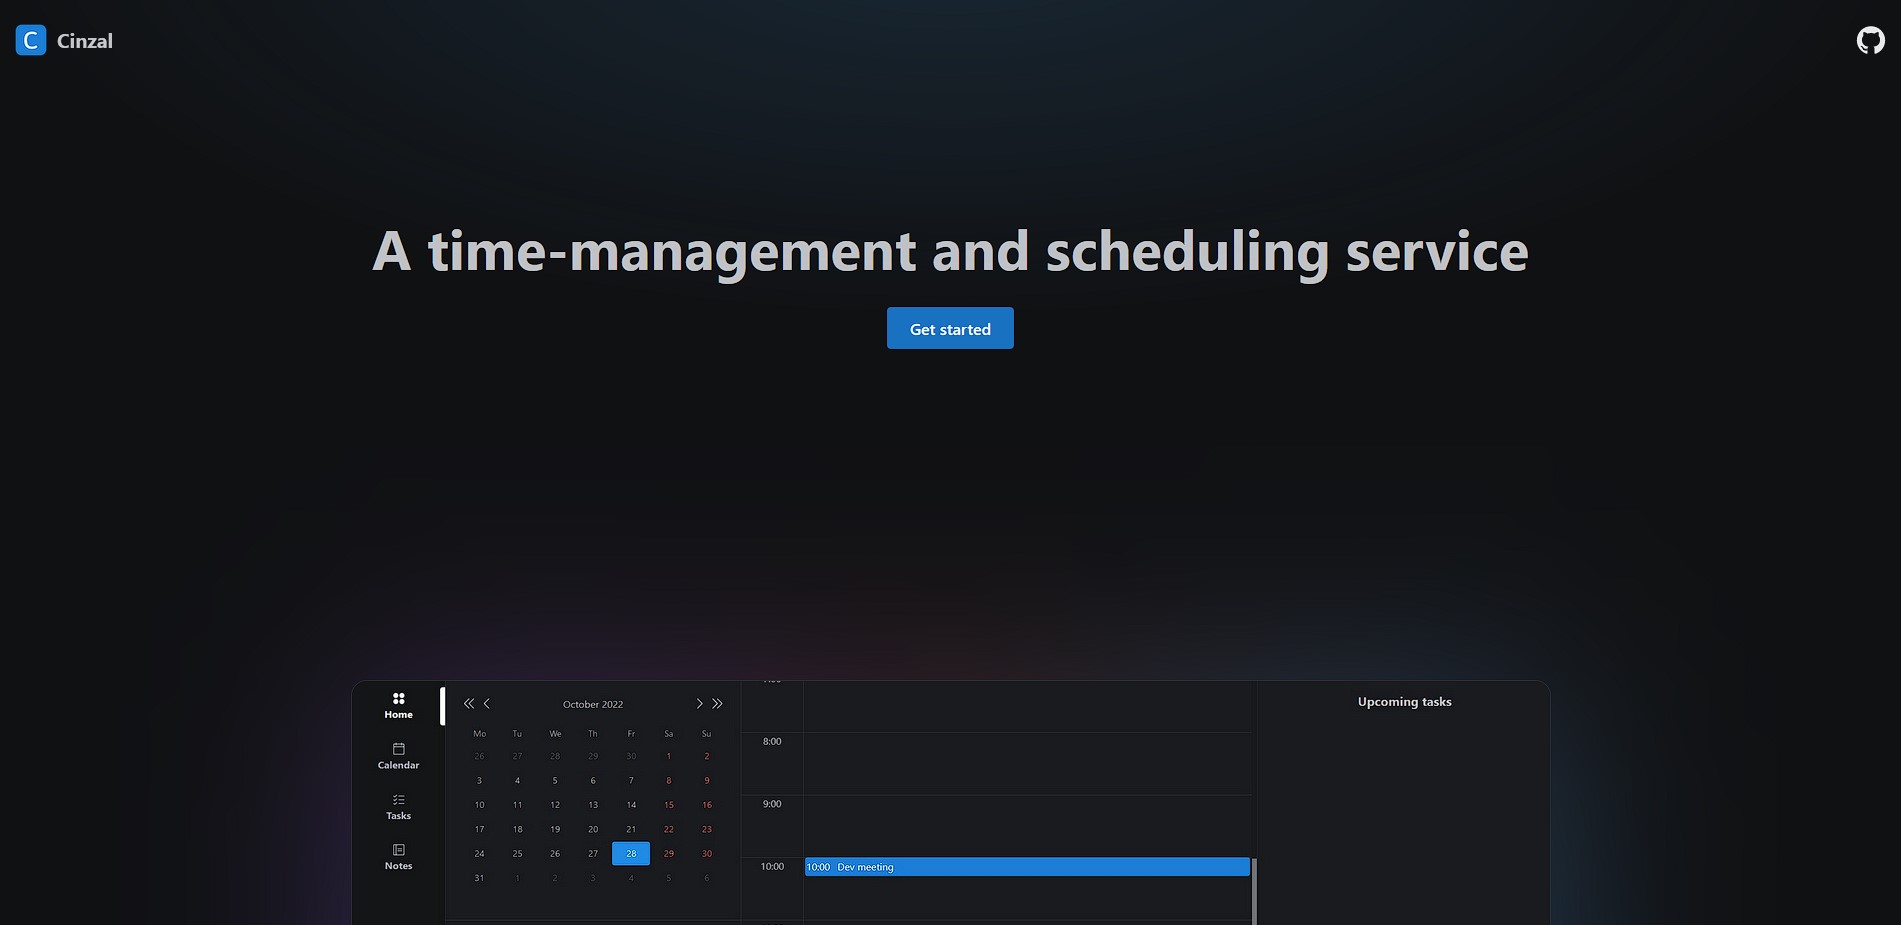 C Cinzal
A time-management and scheduling service
Get started
Home
Calendar
Tasks
Notes
October 2022
Mo Tu We Th Fr Sa Su
26 27 28 29 30 1 2
3 4 5 6 7 8 9
10 11 12 13 14 15 16
17 18 19 20 21 22 23
24 25 26 27 28 29 30
31 1 2 3 4 5 6
8:00
9:00
10:00
10:00 Dev meeting
Upcoming tasks